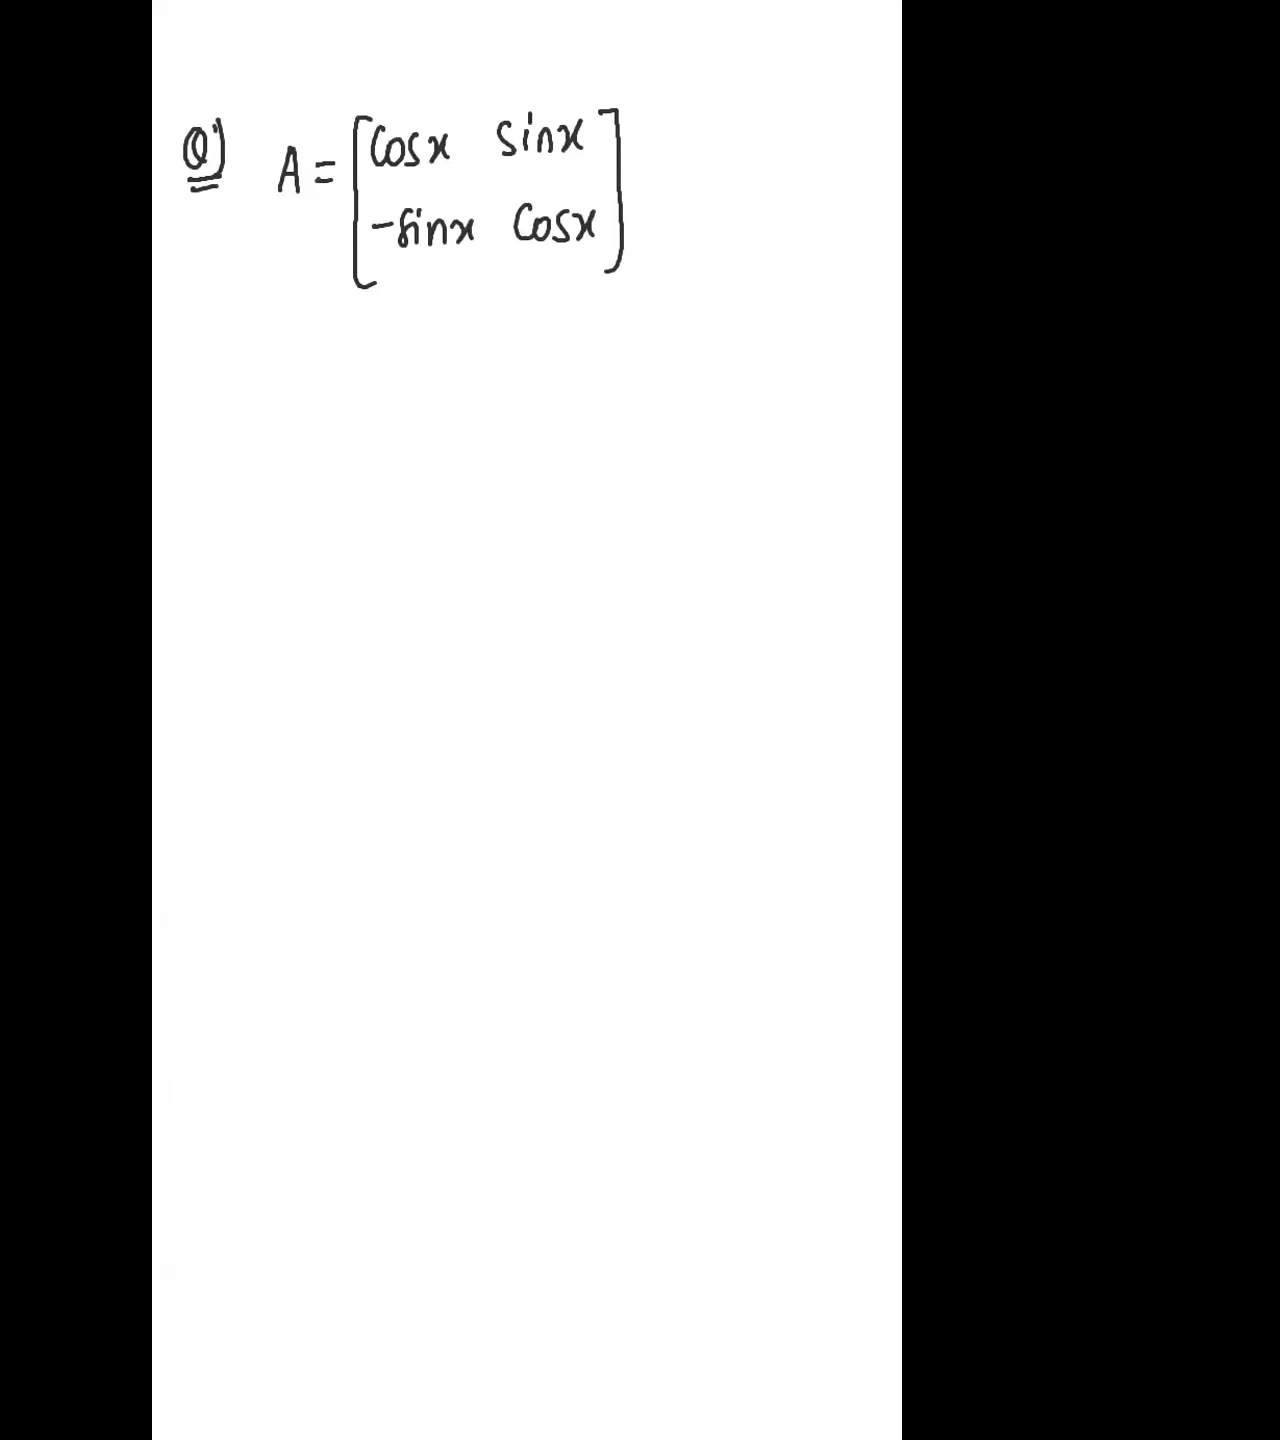 Q) A = [cosx sinx
-sinx cosx]